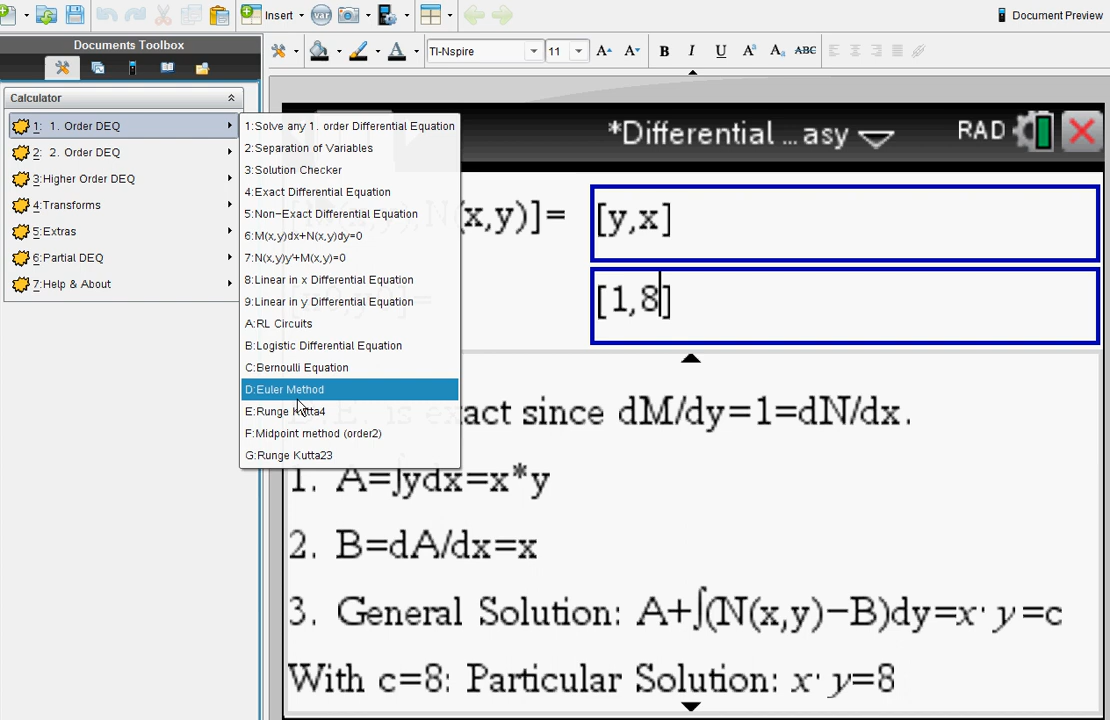 Insert
var
Document Preview
Documents Toolbox
TI-Nspire
11
B I U ABC
Calculator
1: 1. Order DEQ
2: 2. Order DEQ
3:Higher Order DEQ
4:Transforms
5:Extras
6:Partial DEQ
7:Help & About
1:Solve any 1. order Differential Equation
2:Separation of Variables
3:Solution Checker
4:Exact Differential Equation
5:Non-Exact Differential Equation
6:M(x,y)dx+N(x,y)dy=0
7:N(x,y)y'+M(x,y)=0
8:Linear in x Differential Equation
9:Linear in y Differential Equation
A:RL Circuits
B:Logistic Differential Equation
C:Bernoulli Equation
D:Euler Method
E:Runge Kutta4
F:Midpoint method (order2)
G:Runge Kutta23
*Differential ...asy
RAD
(x,y)]= [y,x]
[1,8]
is exact since dM/dy=1=dN/dx.
1. A=∫ydx=x*y
2. B=dA/dx=x
3. General Solution: A+∫(N(x,y)−B)dy=x· y=c
With c=8: Particular Solution: x· y=8